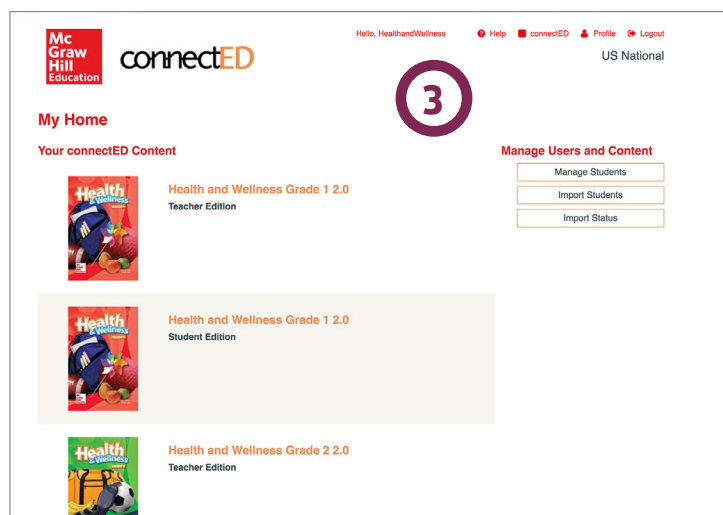 Mc
Graw
Hill
Education
connectED
Hello, HealthandWellness
Help
connectED
Profile
Logout
US National
3
My Home
Your connectED Content
Manage Users and Content
Manage Students
Import Students
Import Status
Health
& Wellness
Health and Wellness Grade 1 2.0
Teacher Edition
Health
& Wellness
Health and Wellness Grade 1 2.0
Student Edition
Health
& Wellness
Health and Wellness Grade 2 2.0
Teacher Edition